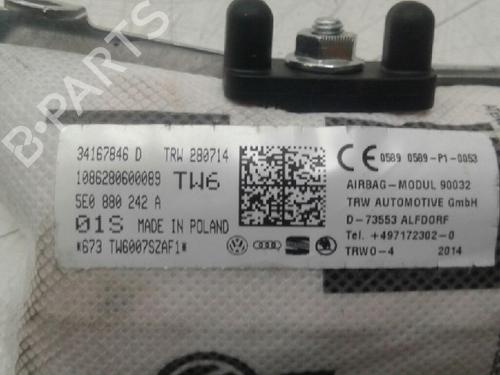 34167846 D TRW 280714
1086280600089 TW6
5E0 880 242 A
01S MADE IN POLAND
*673 TW6007SZAF1*
CE 0589 0589-P1-0053
AIRBAG-MODUL 90032
TRW AUTOMOTIVE GmbH
D-73553 ALFDORF
Tel. +497172302-0
TRW0-4 2014
B-PARTS